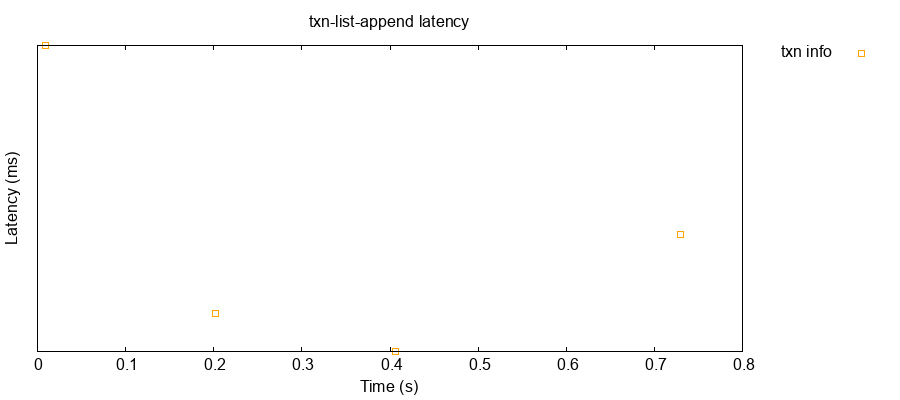 txn-list-append latency
txn info
Latency (ms)
0 0.1 0.2 0.3 0.4 0.5 0.6 0.7 0.8
Time (s)